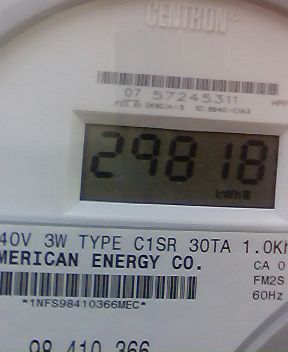 CENTRON®
07 57245311
29818
kWh
40V 3W TYPE C1SR 30TA 1.0Kh
MERICAN ENERGY CO.
CA 0
FM2S
60Hz
*1NFS98410366MEC*
98 410 366